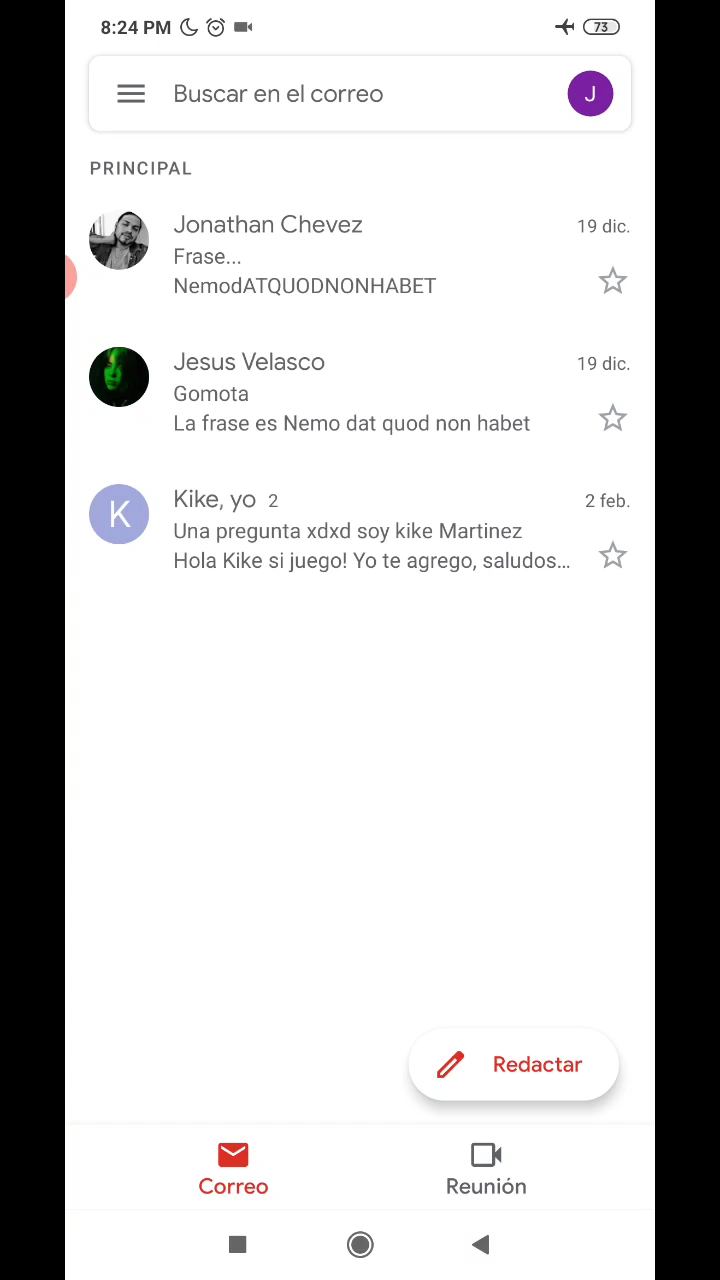 8:24 PM
73
Buscar en el correo
J
PRINCIPAL
Jonathan Chevez
19 dic.
Frase...
NemodATQUODNONHABET
Jesus Velasco
19 dic.
Gomota
La frase es Nemo dat quod non habet
K
Kike, yo 2
2 feb.
Una pregunta xdxd soy kike Martinez
Hola Kike si juego! Yo te agrego, saludos...
Redactar
Correo
Reunión